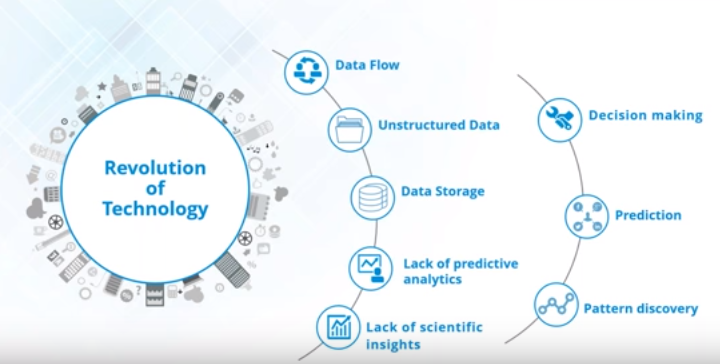 Revolution
of
Technology
Data Flow
Unstructured Data
Data Storage
Lack of predictive
analytics
Lack of scientific
insights
Decision making
Prediction
Pattern discovery